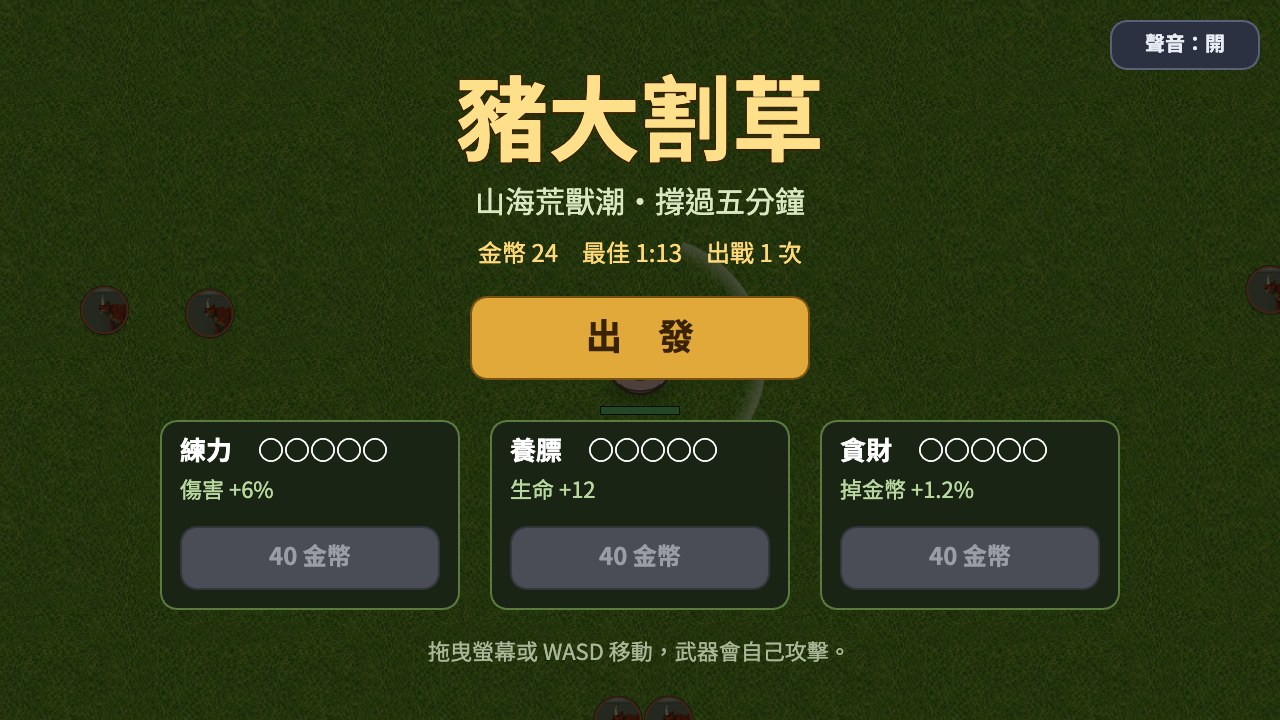 聲音：開
豬大割草
山海荒獸潮・撐過五分鐘
金幣 24　最佳 1:13　出戰 1 次
出　發
練力　○○○○○
傷害 +6%
40 金幣
養膘　○○○○○
生命 +12
40 金幣
貪財　○○○○○
掉金幣 +1.2%
40 金幣
拖曳螢幕或 WASD 移動，武器會自己攻擊。